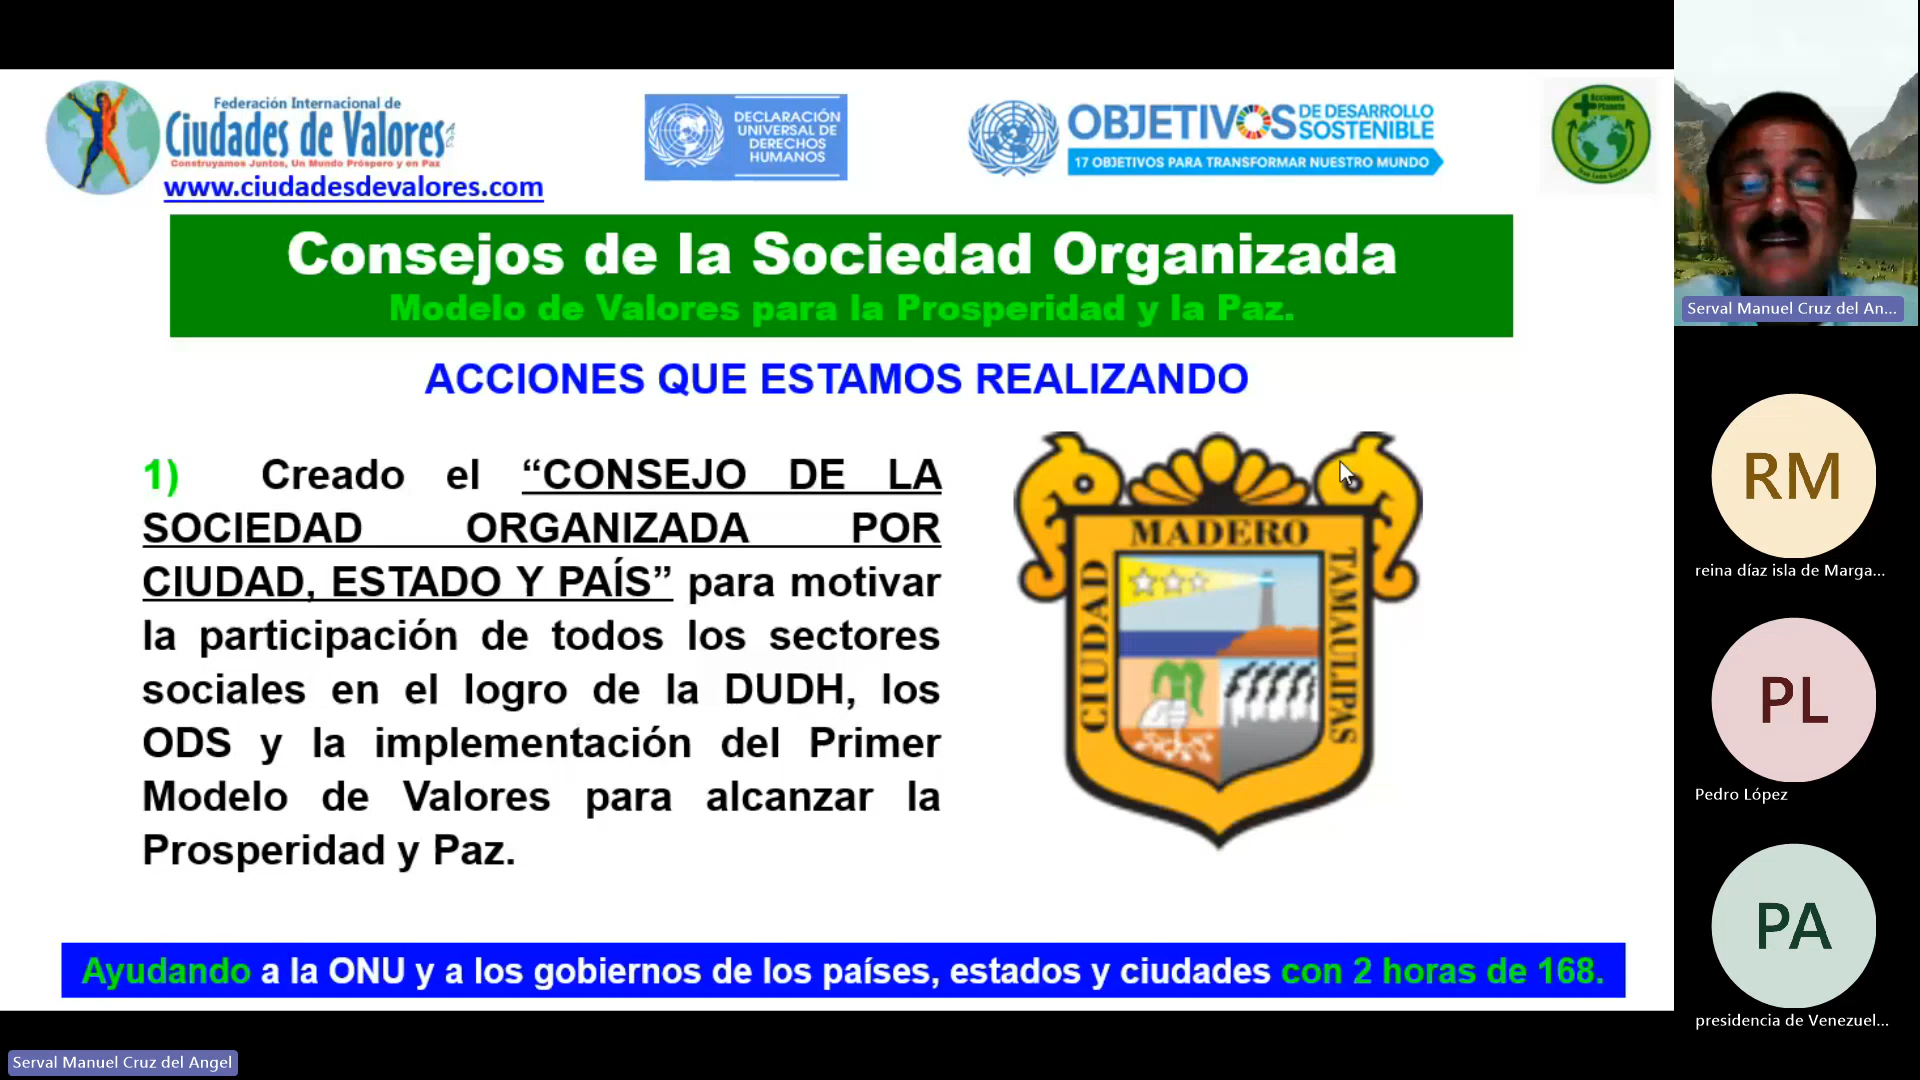 Federación Internacional de
Ciudades de Valores
Construyamos Juntos, Un Mundo Próspero y en Paz
www.ciudadesdevalores.com
DECLARACIÓN
UNIVERSAL DE
DERECHOS
HUMANOS
OBJETIVOS DE DESARROLLO
SOSTENIBLE
17 OBJETIVOS PARA TRANSFORMAR NUESTRO MUNDO
Acciones
Planeta
Consejos de la Sociedad Organizada
Modelo de Valores para la Prosperidad y la Paz.
ACCIONES QUE ESTAMOS REALIZANDO
1) Creado el “CONSEJO DE LA
SOCIEDAD ORGANIZADA POR
CIUDAD, ESTADO Y PAÍS” para motivar
la participación de todos los sectores
sociales en el logro de la DUDH, los
ODS y la implementación del Primer
Modelo de Valores para alcanzar la
Prosperidad y Paz.
CIUDAD
MADERO
TAMAULIPAS
Ayudando a la ONU y a los gobiernos de los países, estados y ciudades con 2 horas de 168.
Serval Manuel Cruz del An...
RM
reina díaz isla de Marga...
PL
Pedro López
PA
presidencia de Venezuel...
Serval Manuel Cruz del Angel